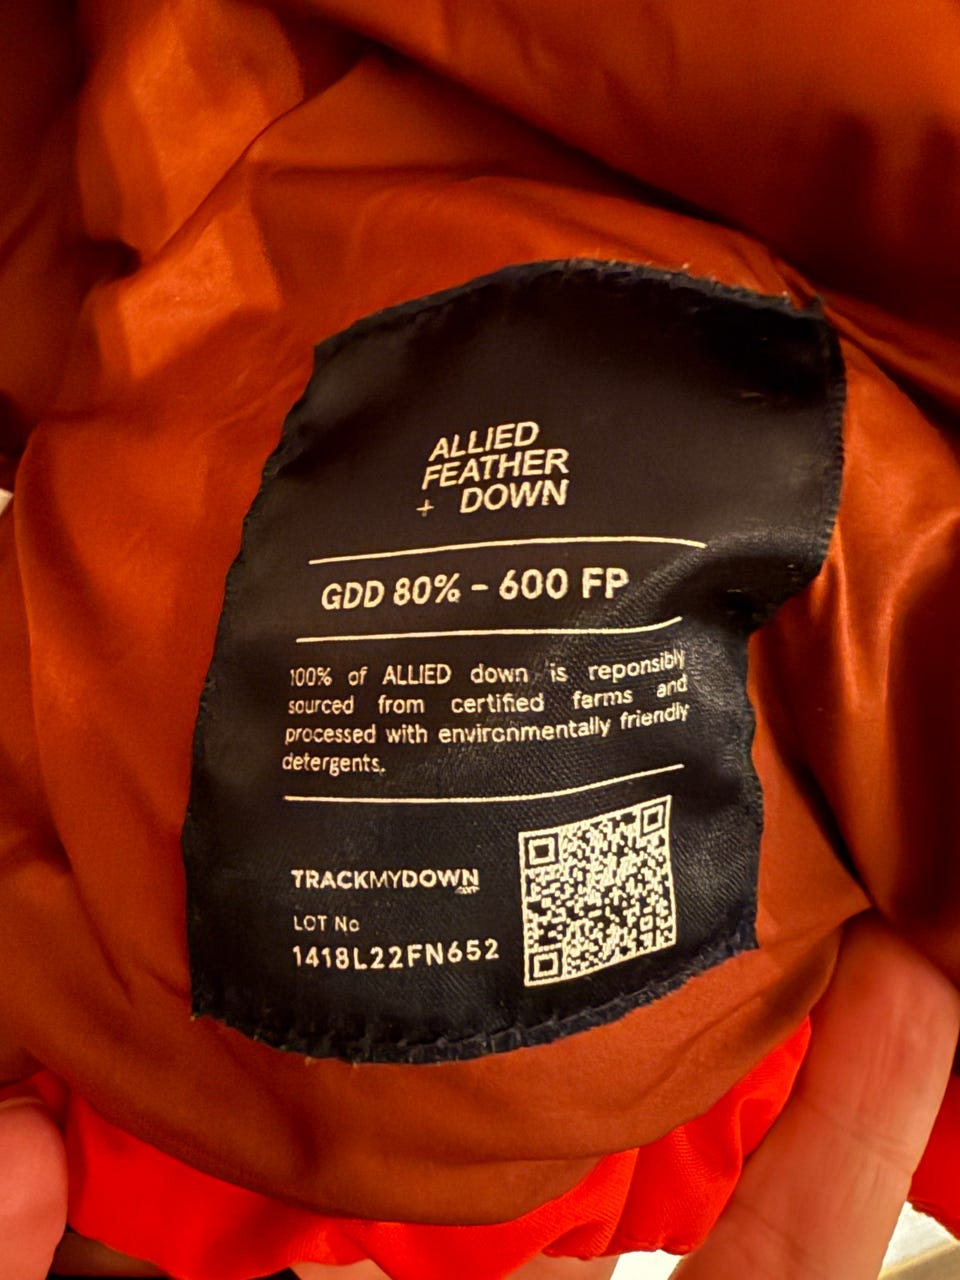 ALLIED
FEATHER
+ DOWN
GDD 80% - 600 FP
100% of ALLIED down is reponsibly
sourced from certified farms and
processed with environmentally friendly
detergents.
TRACKMYDOWN
.com
LOT No
1418L22FN652